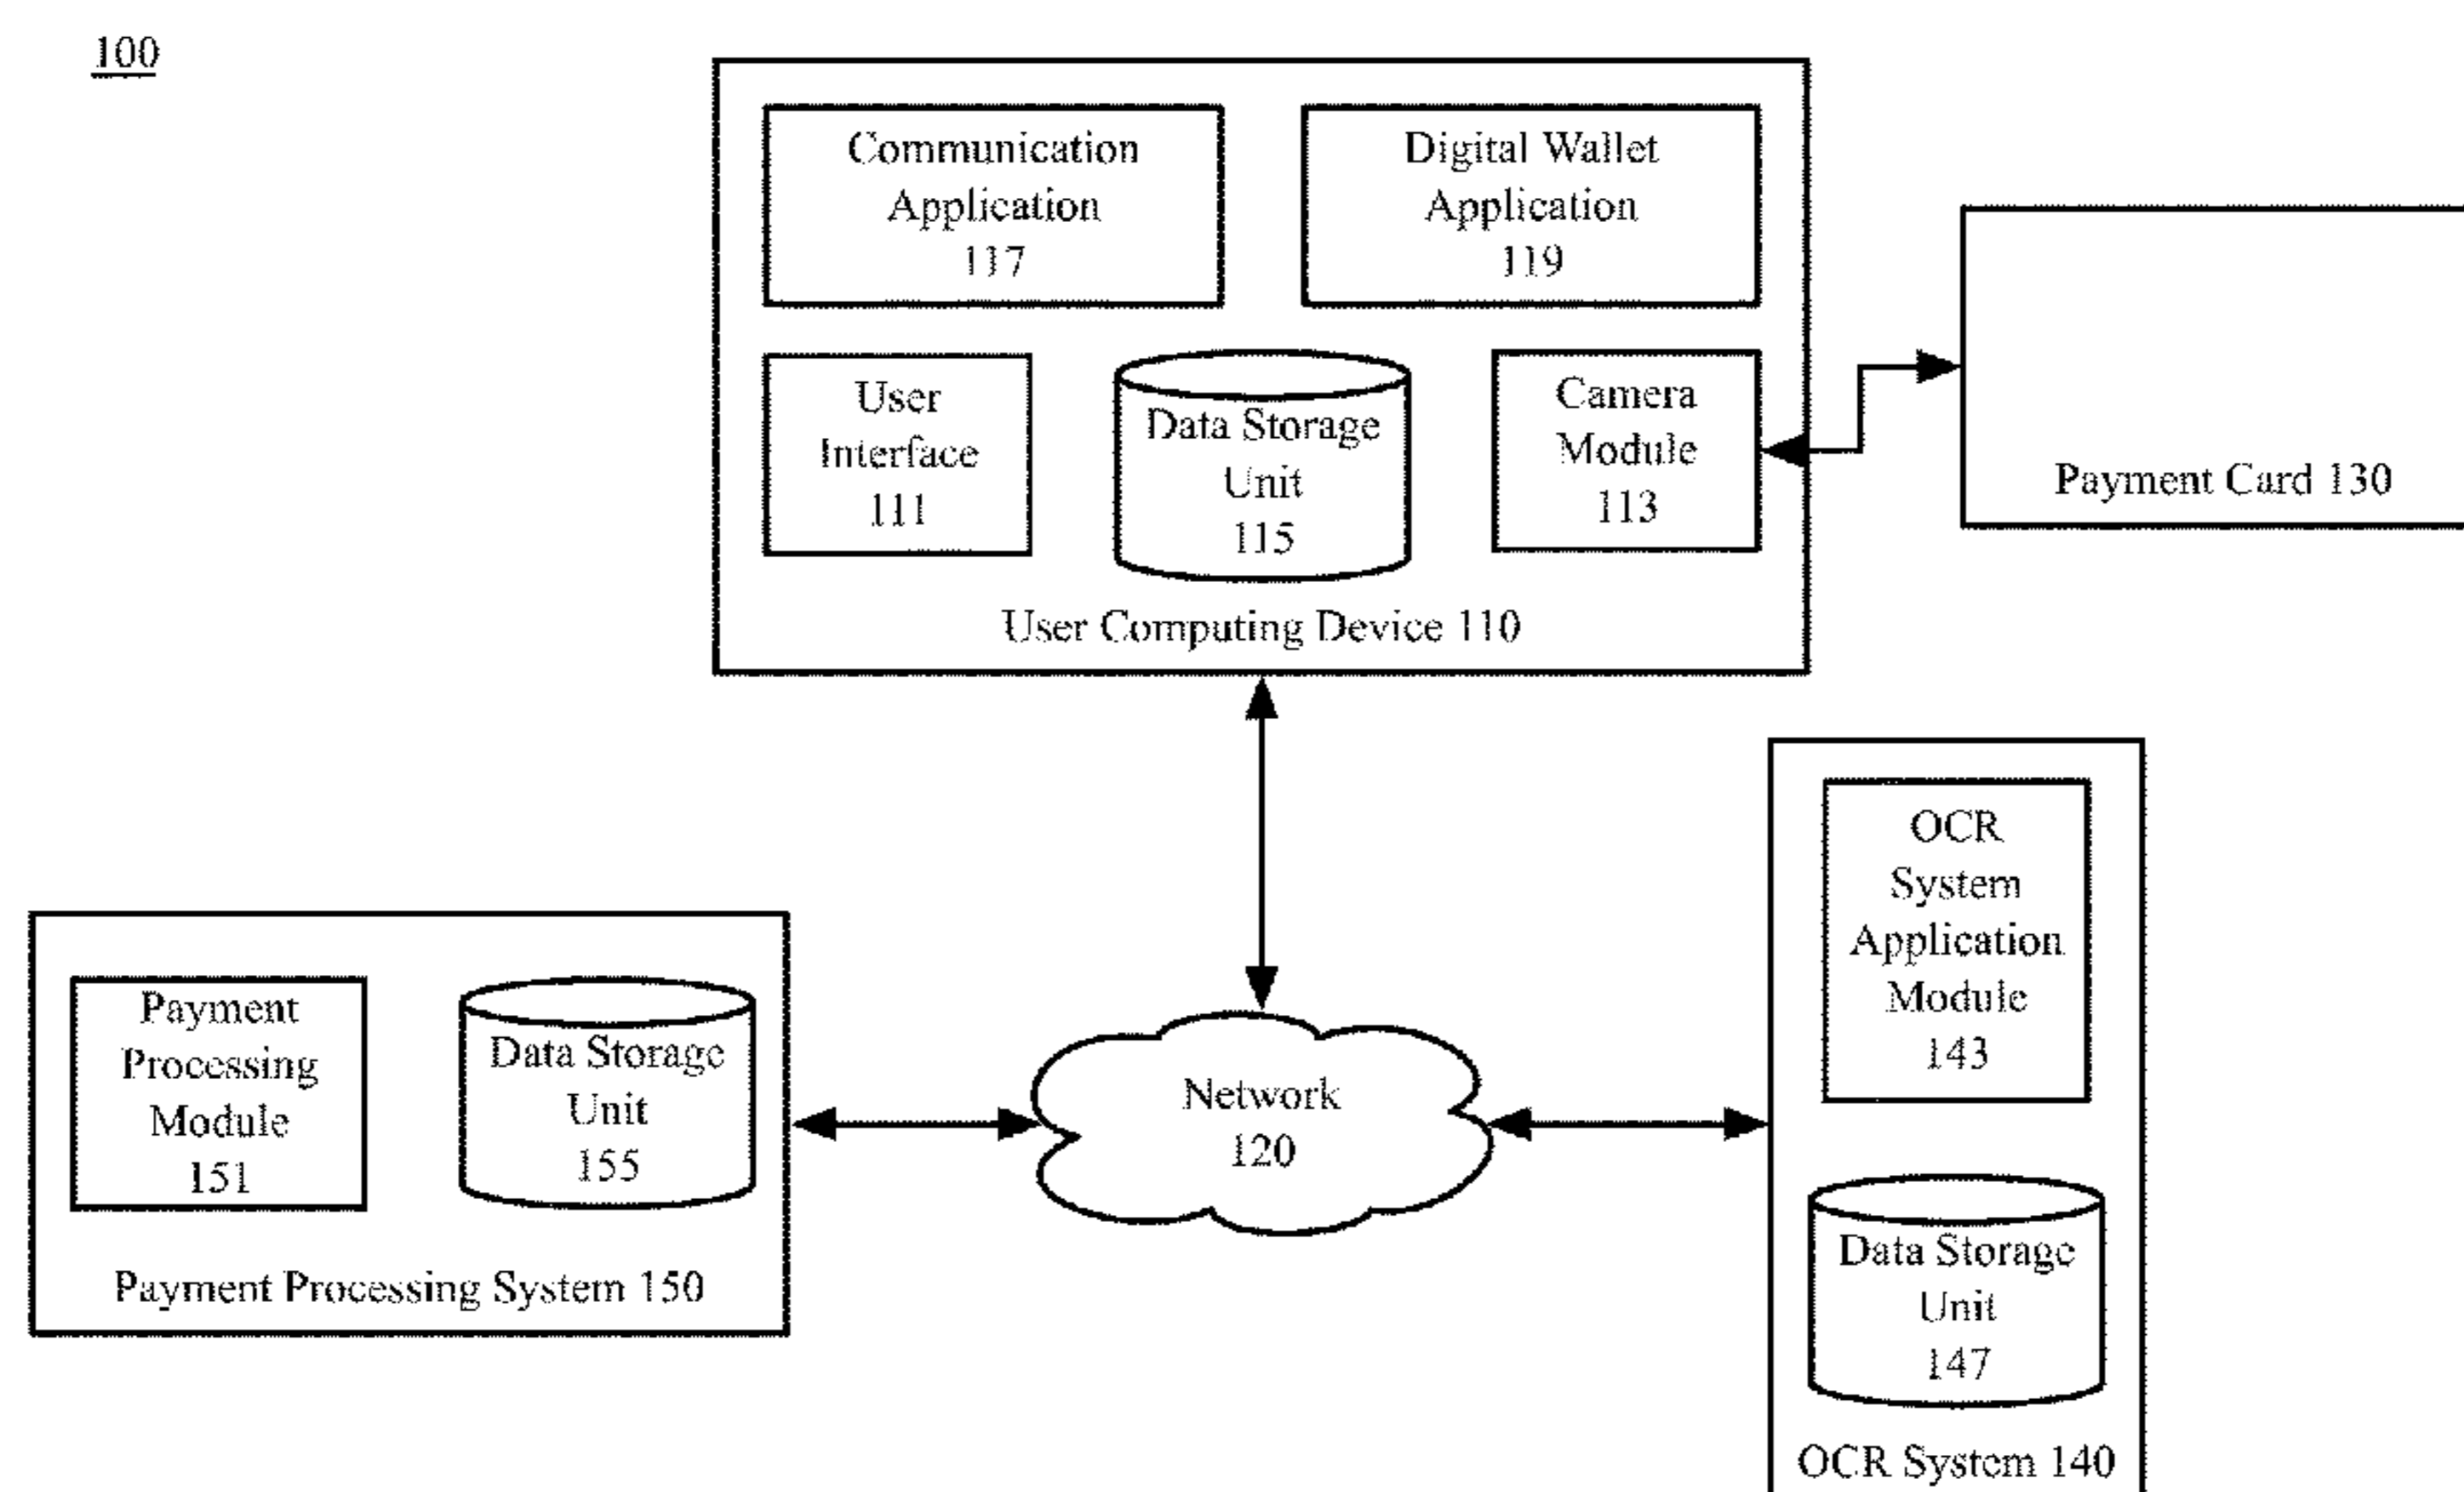 100
Communication
Application
117
Digital Wallet
Application
119
User
Interface
111
Data Storage
Unit
115
Camera
Module
113
User Computing Device 110
Payment Card 130
OCR
System
Application
Module
143
Data Storage
Unit
147
OCR System 140
Payment
Processing
Module
151
Data Storage
Unit
155
Payment Processing System 150
Network
120